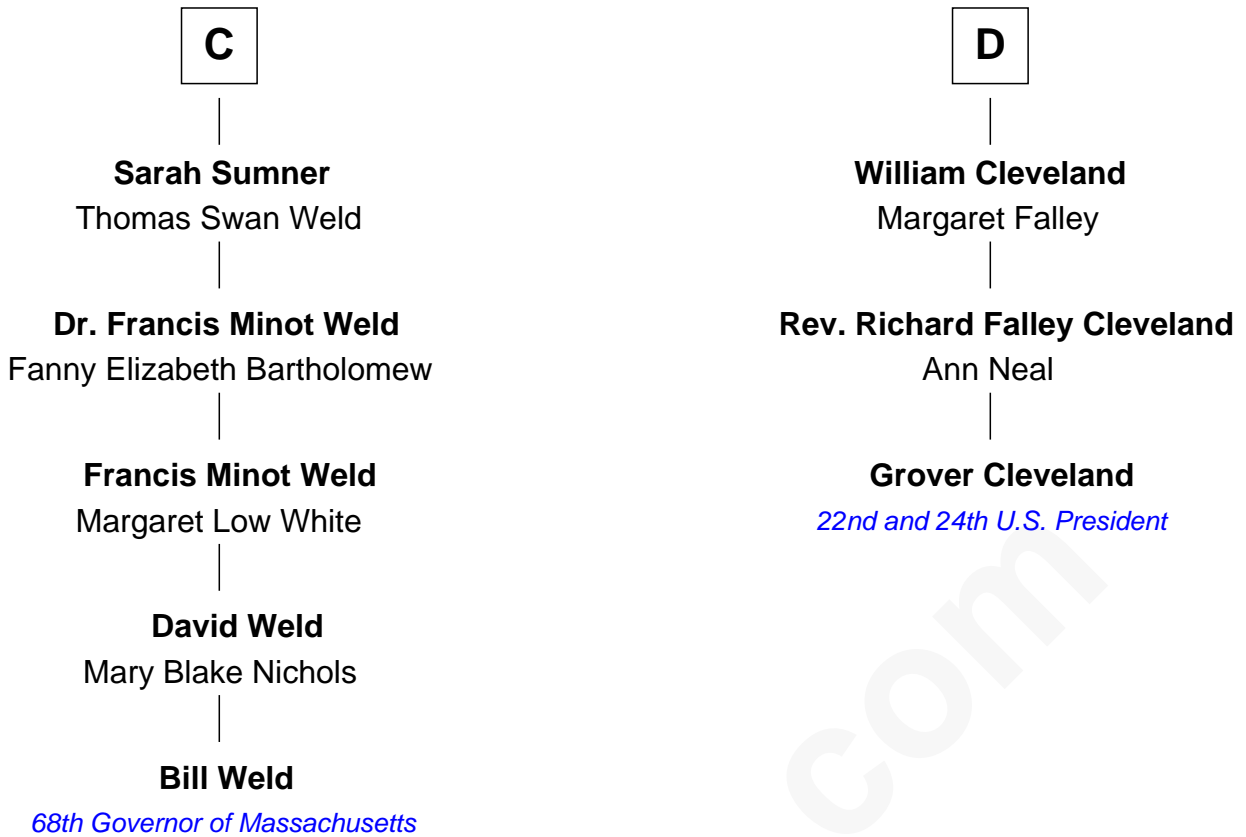 C
Sarah Sumner
Thomas Swan Weld
Dr. Francis Minot Weld
Fanny Elizabeth Bartholomew
Francis Minot Weld
Margaret Low White
David Weld
Mary Blake Nichols
Bill Weld
68th Governor of Massachusetts
D
William Cleveland
Margaret Falley
Rev. Richard Falley Cleveland
Ann Neal
Grover Cleveland
22nd and 24th U.S. President
com